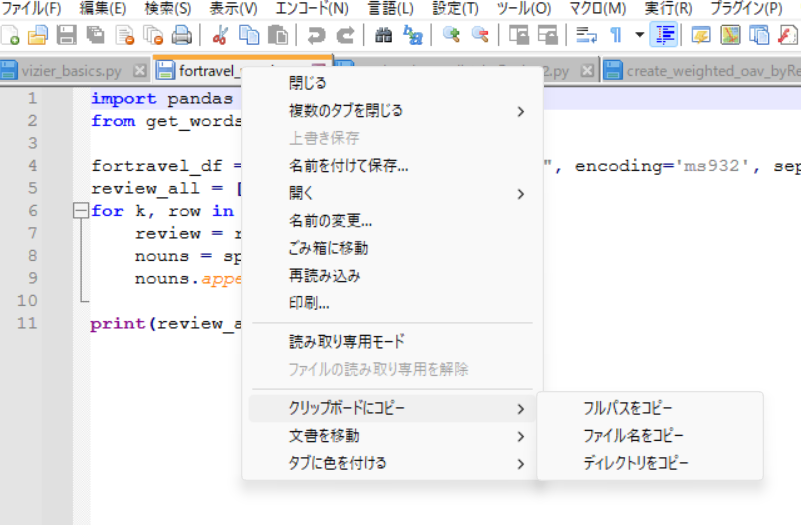 ファイル(F) 編集(E) 検索(S) 表示(V) エンコード(N) 言語(L) 設定(T) ツール(O) マクロ(M) 実行(R) プラグイン(P)
vizier_basics.py fortravel_ 2.py create_weighted_oav_byRe
1 import pandas
2 from get_words
3
4 fortravel_df = ", encoding='ms932', sep
5 review_all = [
6 for k, row in
7 review = r
8 nouns = sp
9 nouns.appe
10
11 print(review_a
閉じる
複数のタブを閉じる
上書き保存
名前を付けて保存...
開く
名前の変更...
ごみ箱に移動
再読み込み
印刷...
読み取り専用モード
ファイルの読み取り専用を解除
クリップボードにコピー
文書を移動
タブに色を付ける
フルパスをコピー
ファイル名をコピー
ディレクトリをコピー